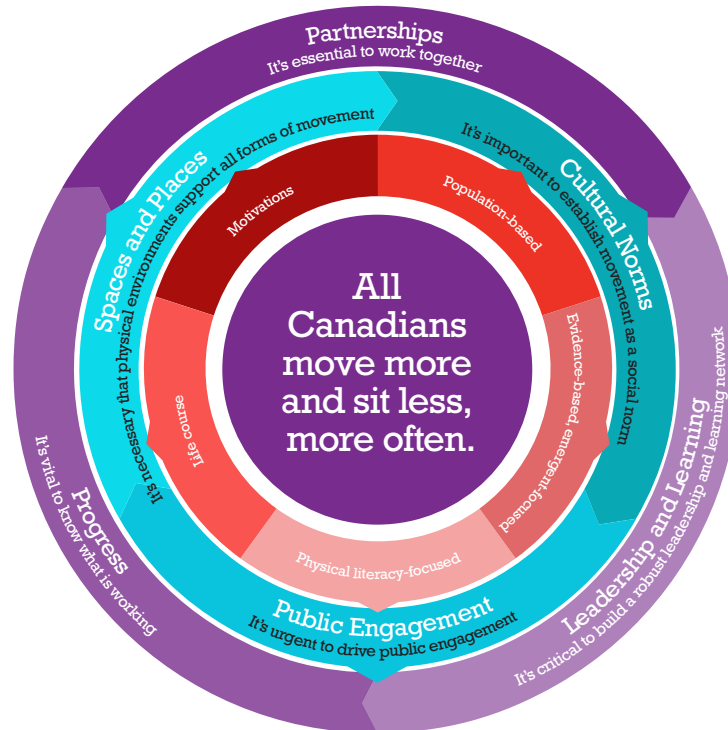 Partnerships
It's essential to work together
Cultural Norms
It's important to establish movement as a social norm
Spaces and Places
It's necessary that physical environments support all forms of movement
Motivations
Population-based
Evidence-based, emergent-focused
Physical literacy-focused
Life course
All
Canadians
move more
and sit less,
more often.
Public Engagement
It's urgent to drive public engagement
Leadership and Learning
It's critical to build a robust leadership and learning network
Progress
It's vital to know what is working